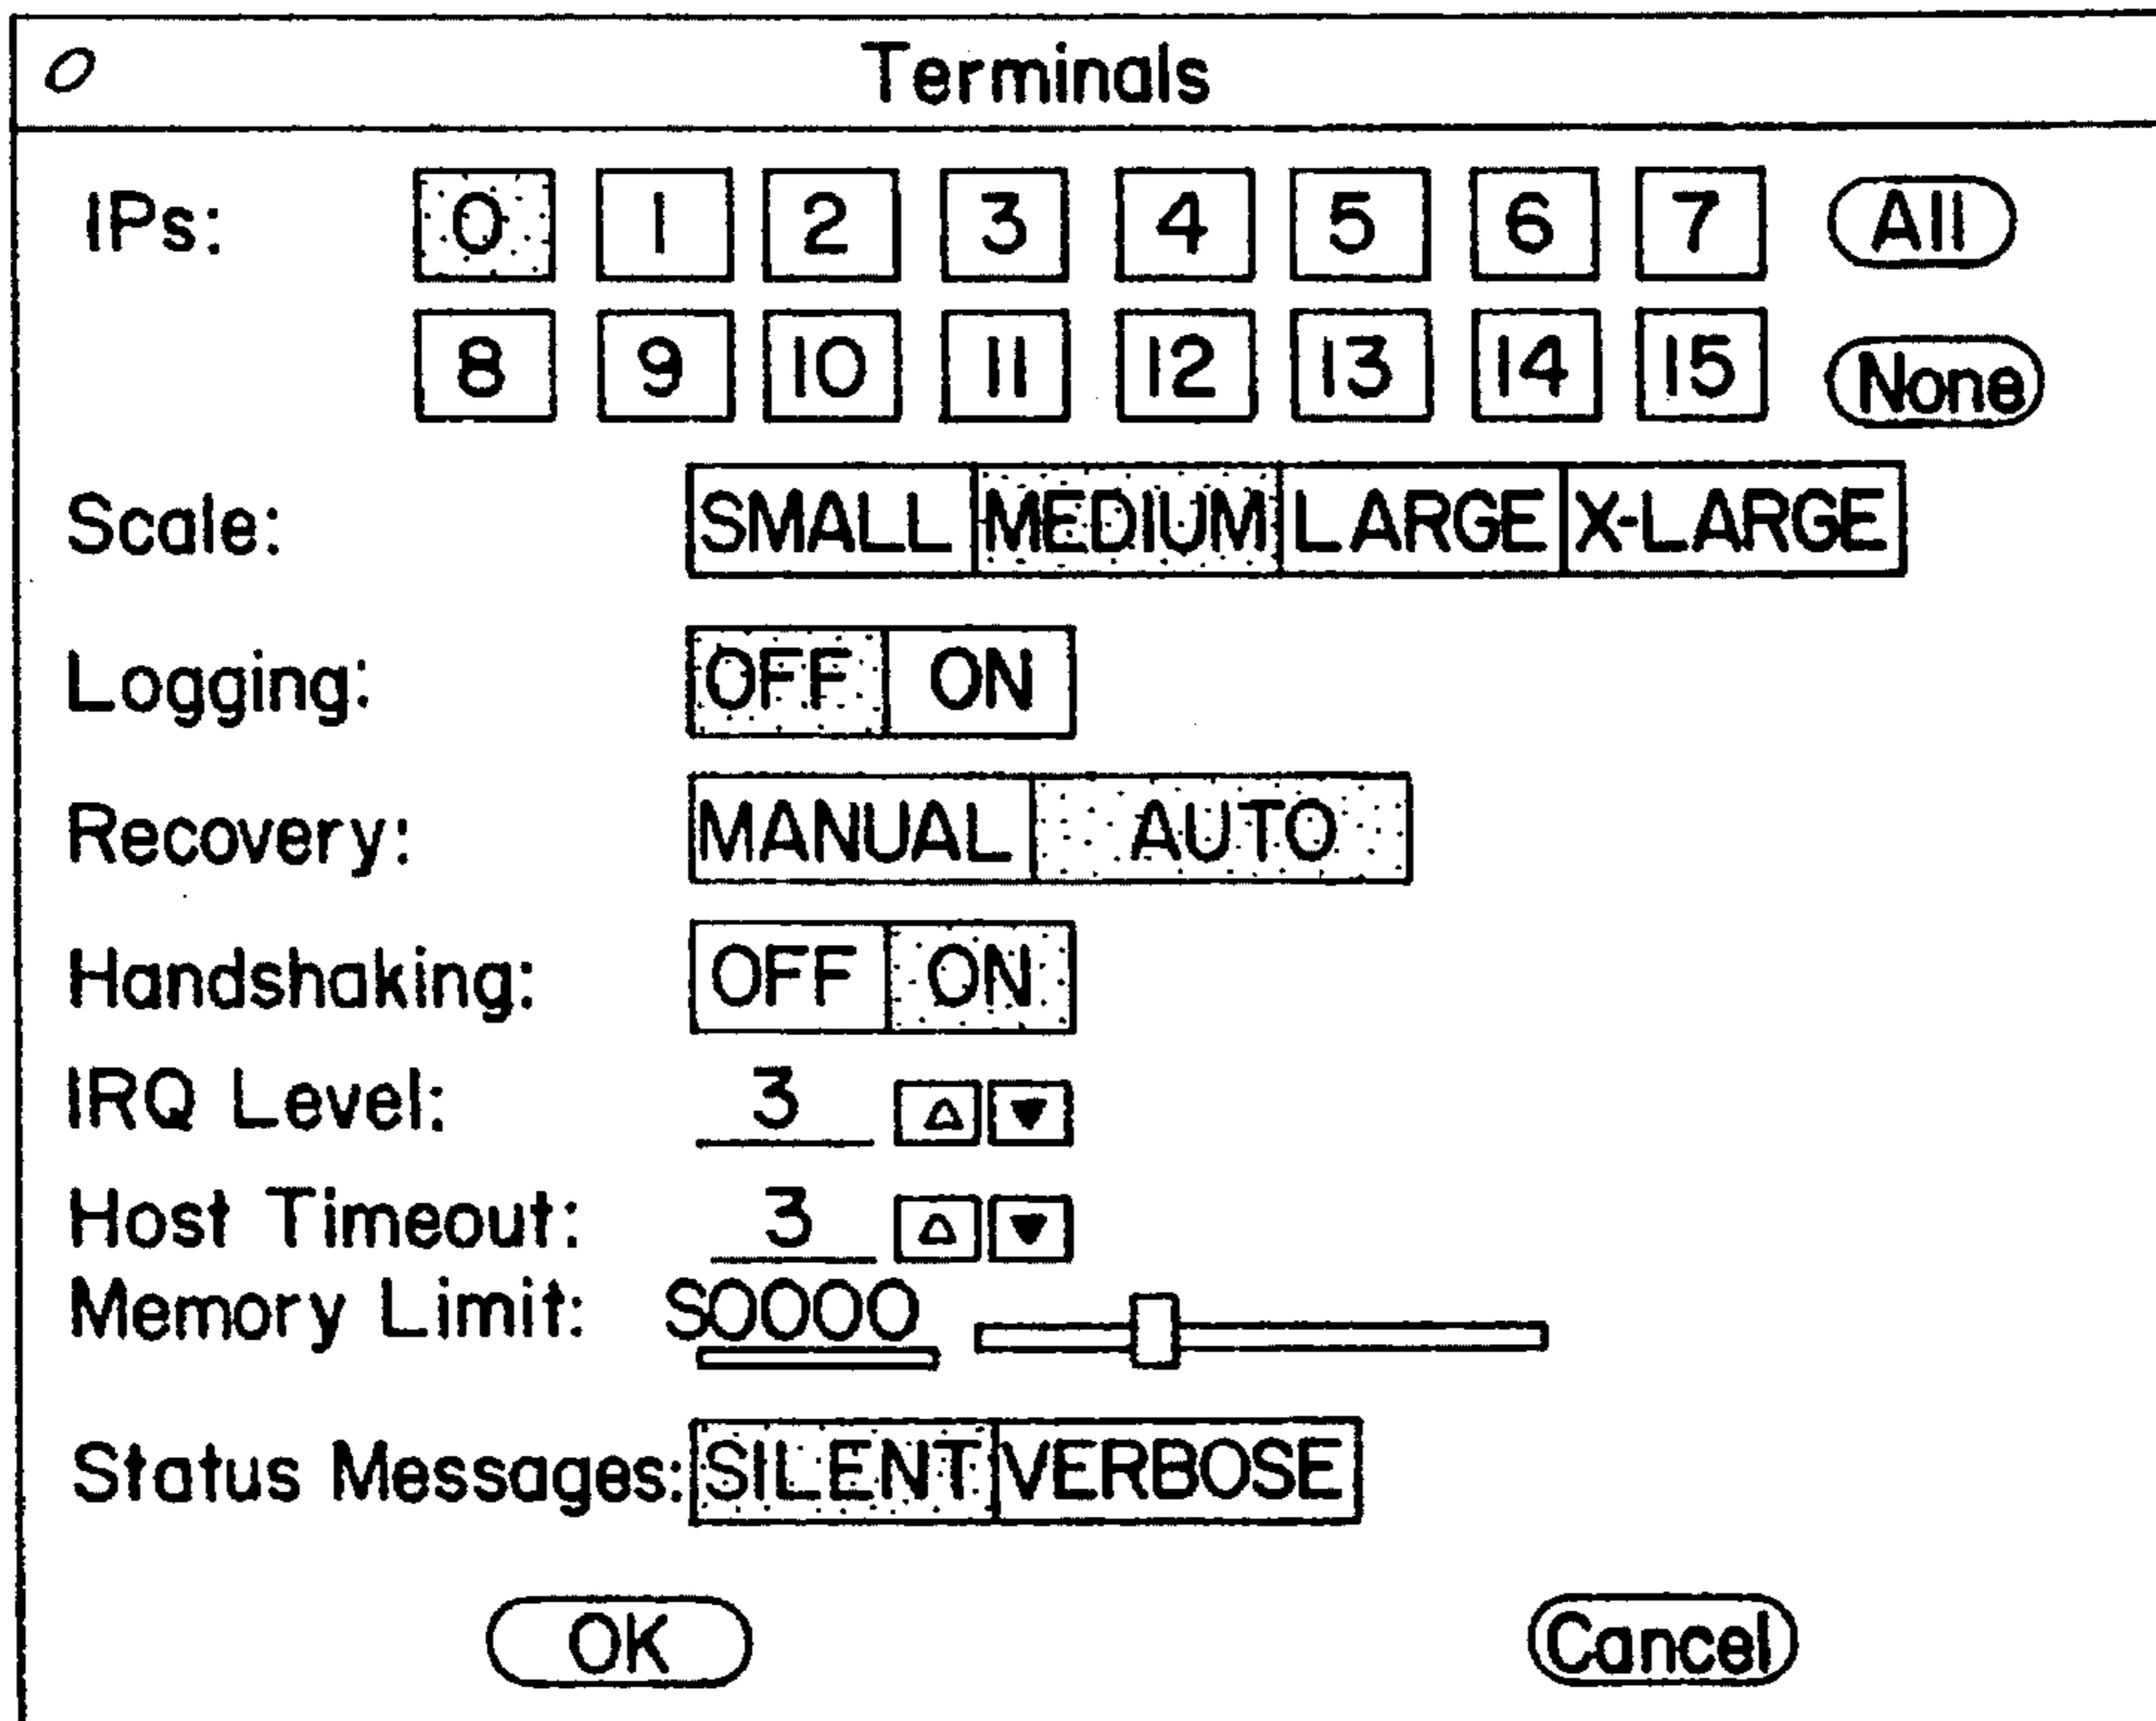 Terminals
IPs: 0 1 2 3 4 5 6 7 All
8 9 10 11 12 13 14 15 None
Scale: SMALL MEDIUM LARGE X-LARGE
Logging: OFF ON
Recovery: MANUAL AUTO
Handshaking: OFF ON
IRQ Level: 3
Host Timeout: 3
Memory Limit: S0000
Status Messages: SILENT VERBOSE
OK Cancel